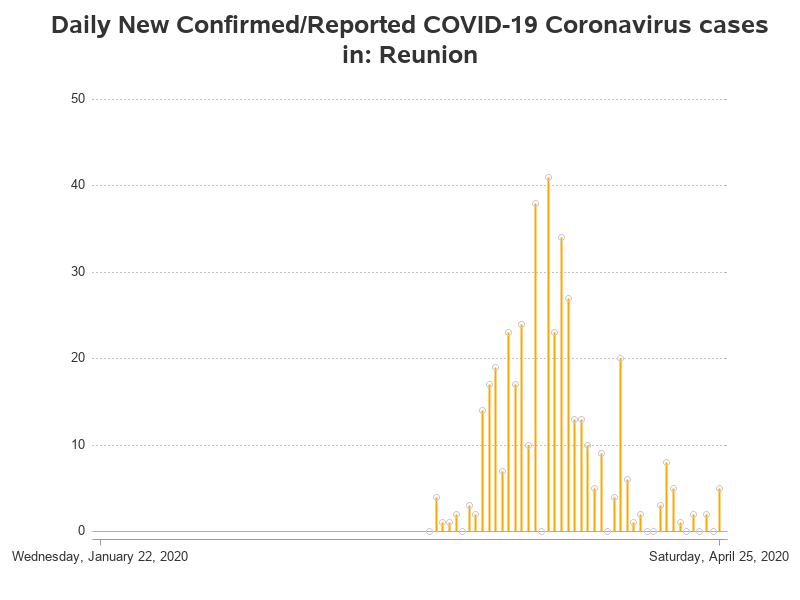 Daily New Confirmed/Reported COVID-19 Coronavirus cases
in: Reunion
50
40
30
20
10
0
Wednesday, January 22, 2020 Saturday, April 25, 2020